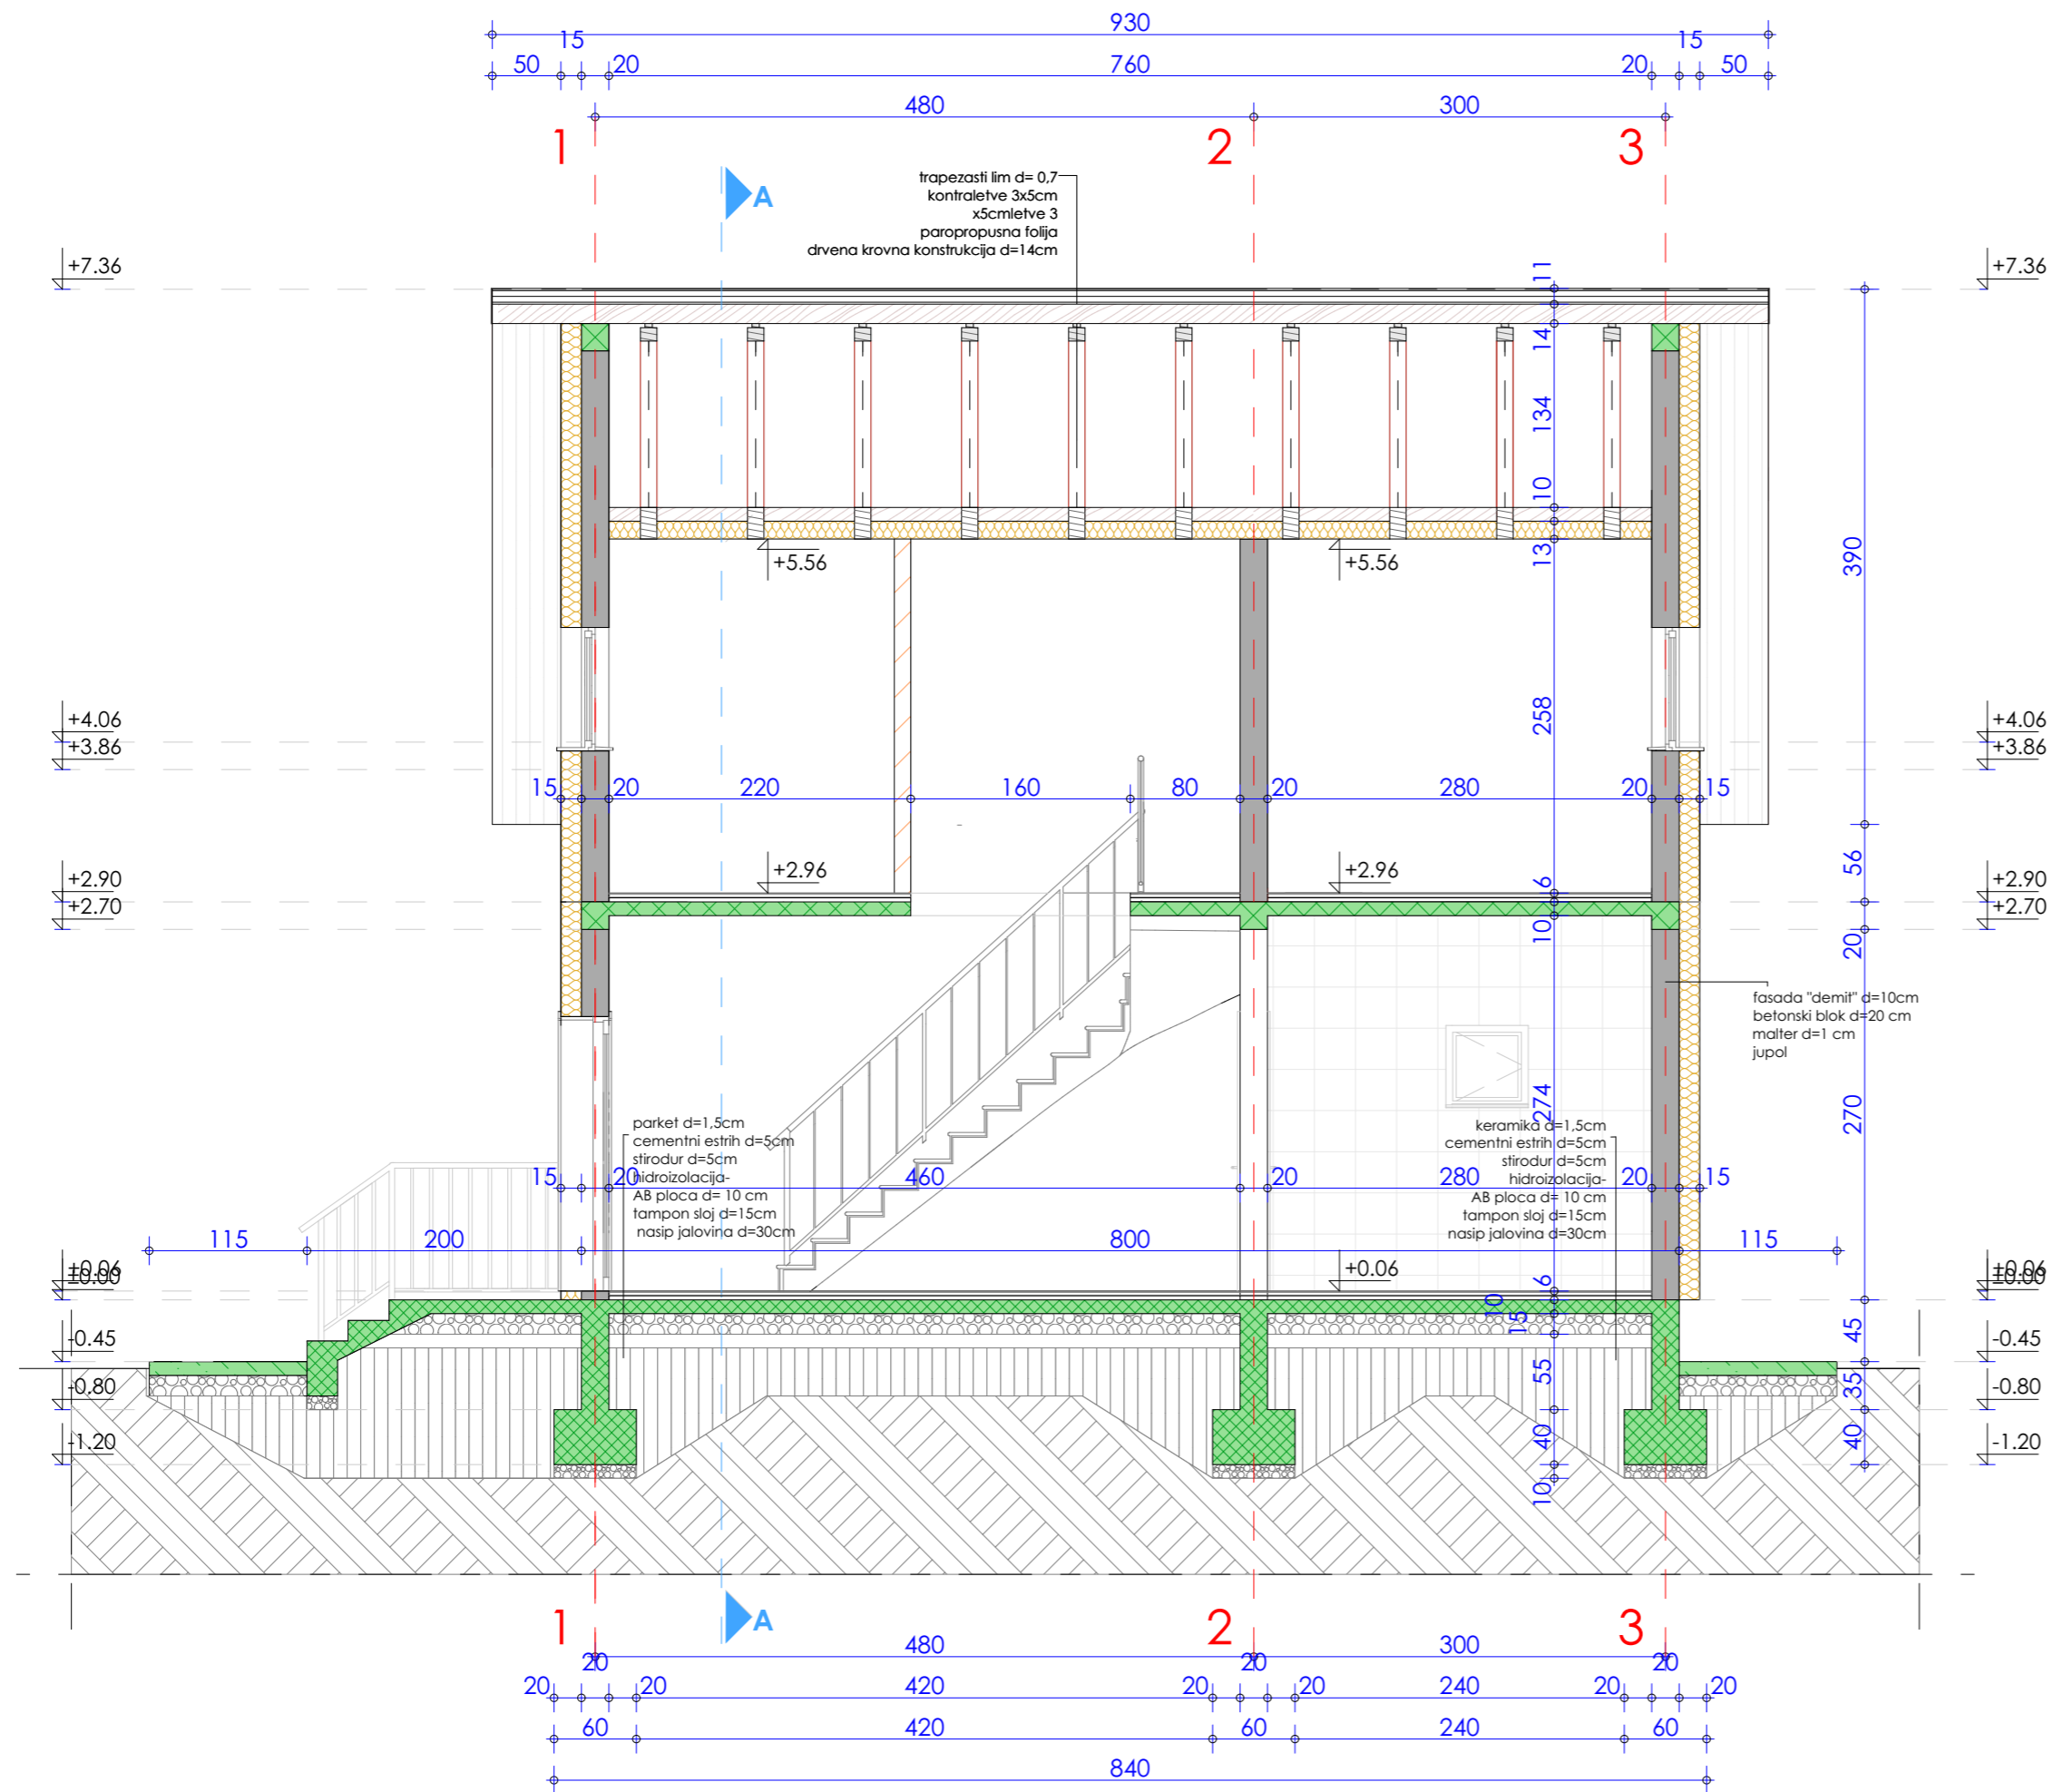 930
15 15
50 20 760 20 50
480 300
1 2 3
A
trapezasti lim d= 0,7
kontraletve 3x5cm
x5cmletve 3
paropropusna folija
drvena krovna konstrukcija d=14cm
+7.36 +7.36
11
14
134
10
13
+5.56 +5.56
390
258
+4.06 +4.06
+3.86 +3.86
15 20 220 160 80 20 280 20 15
56
+2.96 +2.96
6
+2.90 +2.90
+2.70 +2.70
10
20
fasada "demit" d=10cm
betonski blok d=20 cm
malter d=1 cm
jupol
274
270
parket d=1,5cm
cementni estrih d=5cm
stirodur d=5cm
hidroizolacija-
AB ploca d= 10 cm
tampon sloj d=15cm
nasip jalovina d=30cm
keramika d=1,5cm
cementni estrih d=5cm
stirodur d=5cm
hidroizolacija-
AB ploca d= 10 cm
tampon sloj d=15cm
nasip jalovina d=30cm
15 20 460 20 280 20 15
115 200 800 115
+0.06
+0.06 +0.06
±0.00 ±0.00
6
10
15
45
-0.45 -0.45
55
35
-0.80 -0.80
40
40
-1.20 -1.20
10
1 2 3
A
480 300
20 20 20
20 20 420 20 20 240 20 20
60 420 60 240 60
840